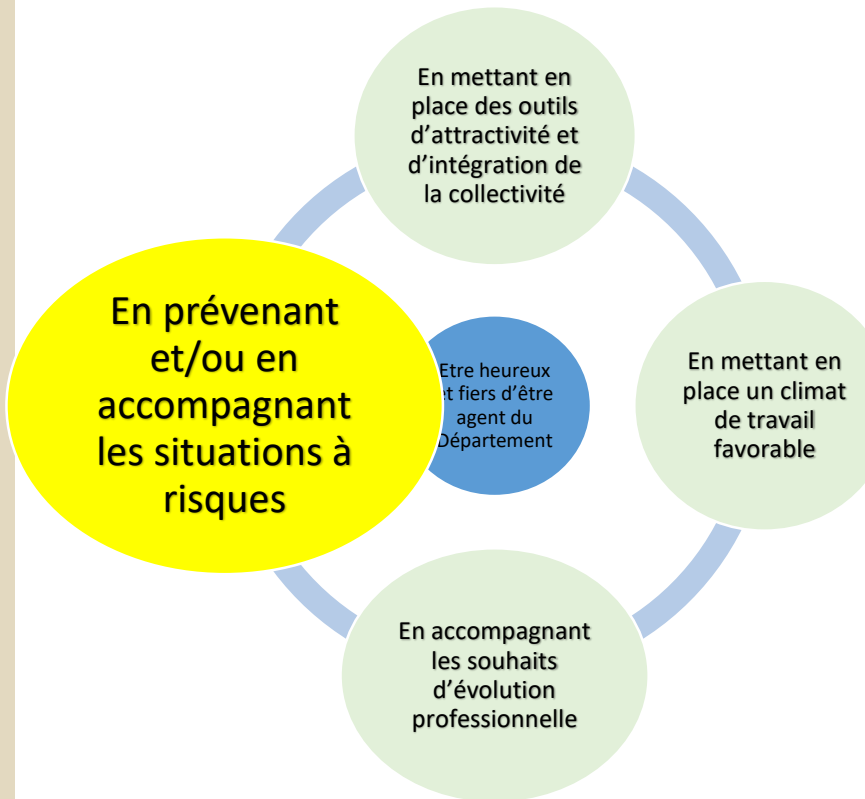 En mettant en
place des outils
d'attractivité et
d'intégration de
la collectivité
En prévenant
et/ou en
accompagnant
les situations à
risques
Etre heureux
et fiers d'être
agent du
Département
En mettant en
place un climat
de travail
favorable
En accompagnant
les souhaits
d'évolution
professionnelle